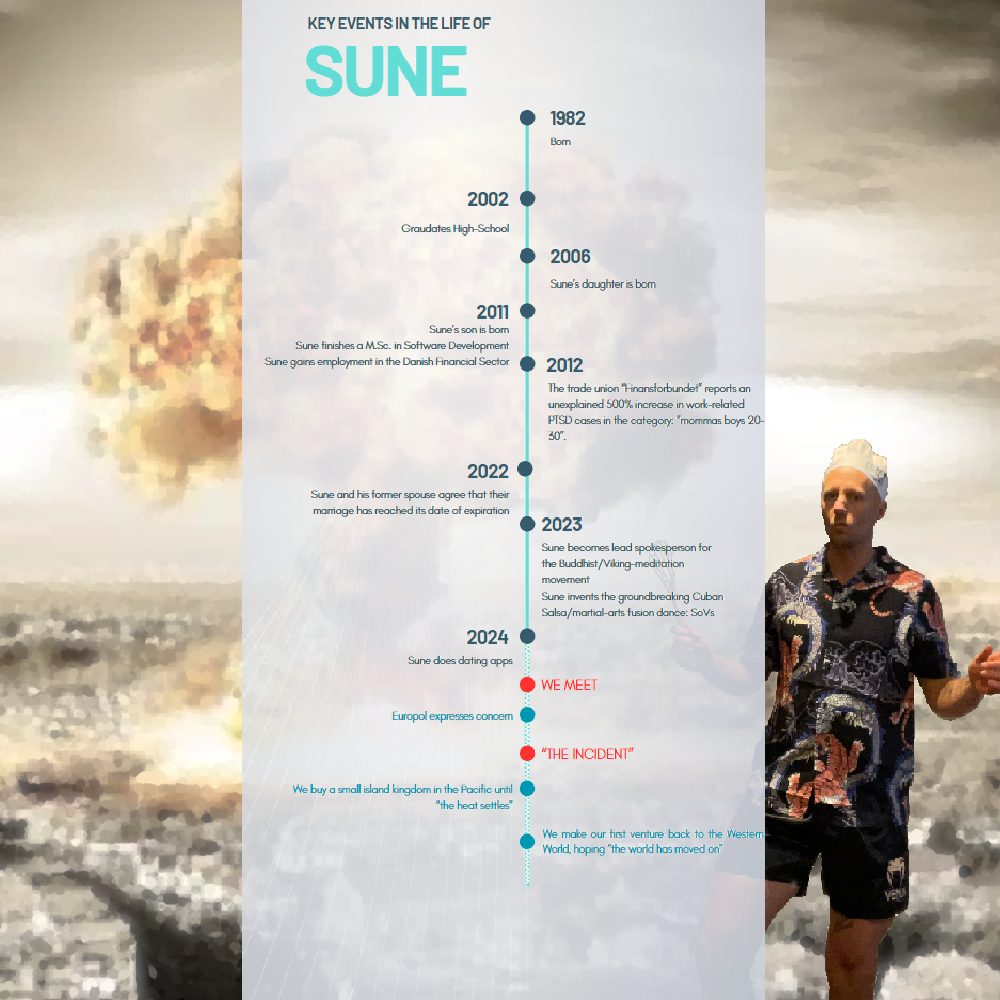 KEY EVENTS IN THE LIFE OF
SUNE
1982
Born
2002
Graudates High-School
2006
Sune's daughter is born
2011
Sune's son is born
Sune finishes a M.Sc. in Software Development
Sune gains employment in the Danish Financial Sector
2012
The trade union "Finansforbundet" reports an
unexplained 500% increase in work-related
PTSD cases in the category: "mommas boys 20-
30".
2022
Sune and his former spouse agree that their
marriage has reached its date of expiration
2023
Sune becomes lead spokesperson for
the Buddhist/Viking-meditation
movement
Sune invents the groundbreaking Cuban
Salsa/martial-arts fusion dance: SoVs
2024
Sune does dating apps
WE MEET
Europol expresses concern
"THE INCIDENT"
We buy a small island kingdom in the Pacific until
"the heat settles"
We make our first venture back to the Western
World, hoping "the world has moved on"
VENUM